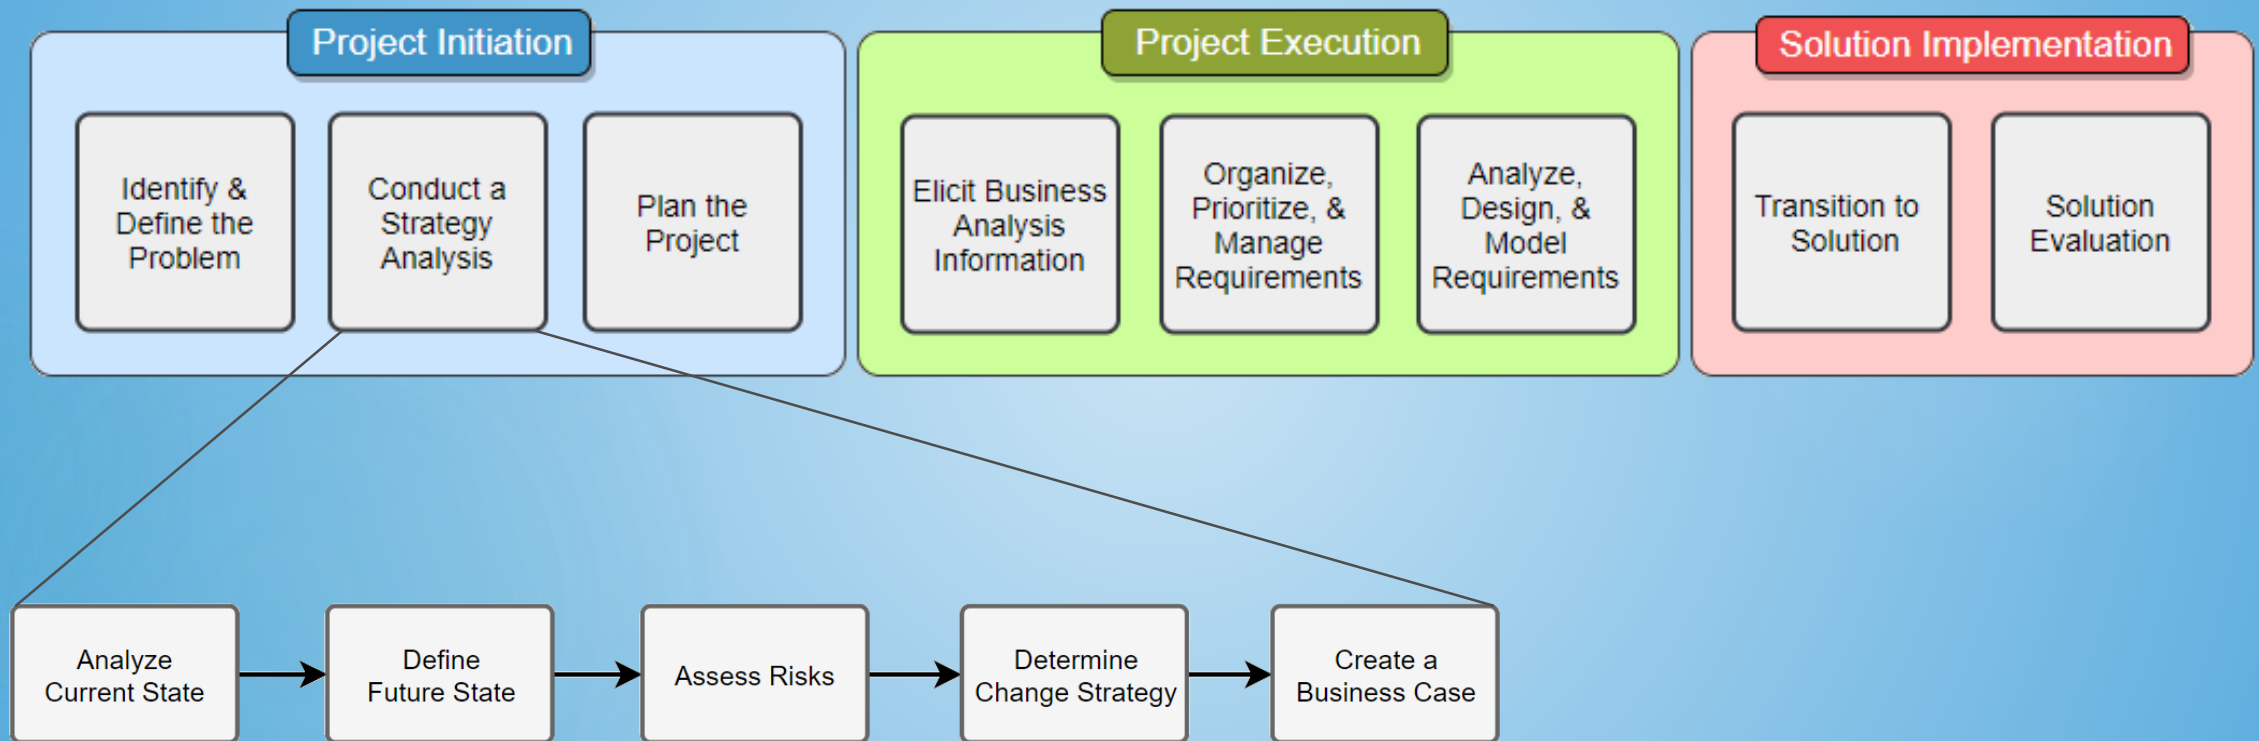 Project Initiation
Identify &
Define the
Problem
Conduct a
Strategy
Analysis
Plan the
Project
Project Execution
Elicit Business
Analysis
Information
Organize,
Prioritize, &
Manage
Requirements
Analyze,
Design, &
Model
Requirements
Solution Implementation
Transition to
Solution
Solution
Evaluation
Analyze
Current State
Define
Future State
Assess Risks
Determine
Change Strategy
Create a
Business Case